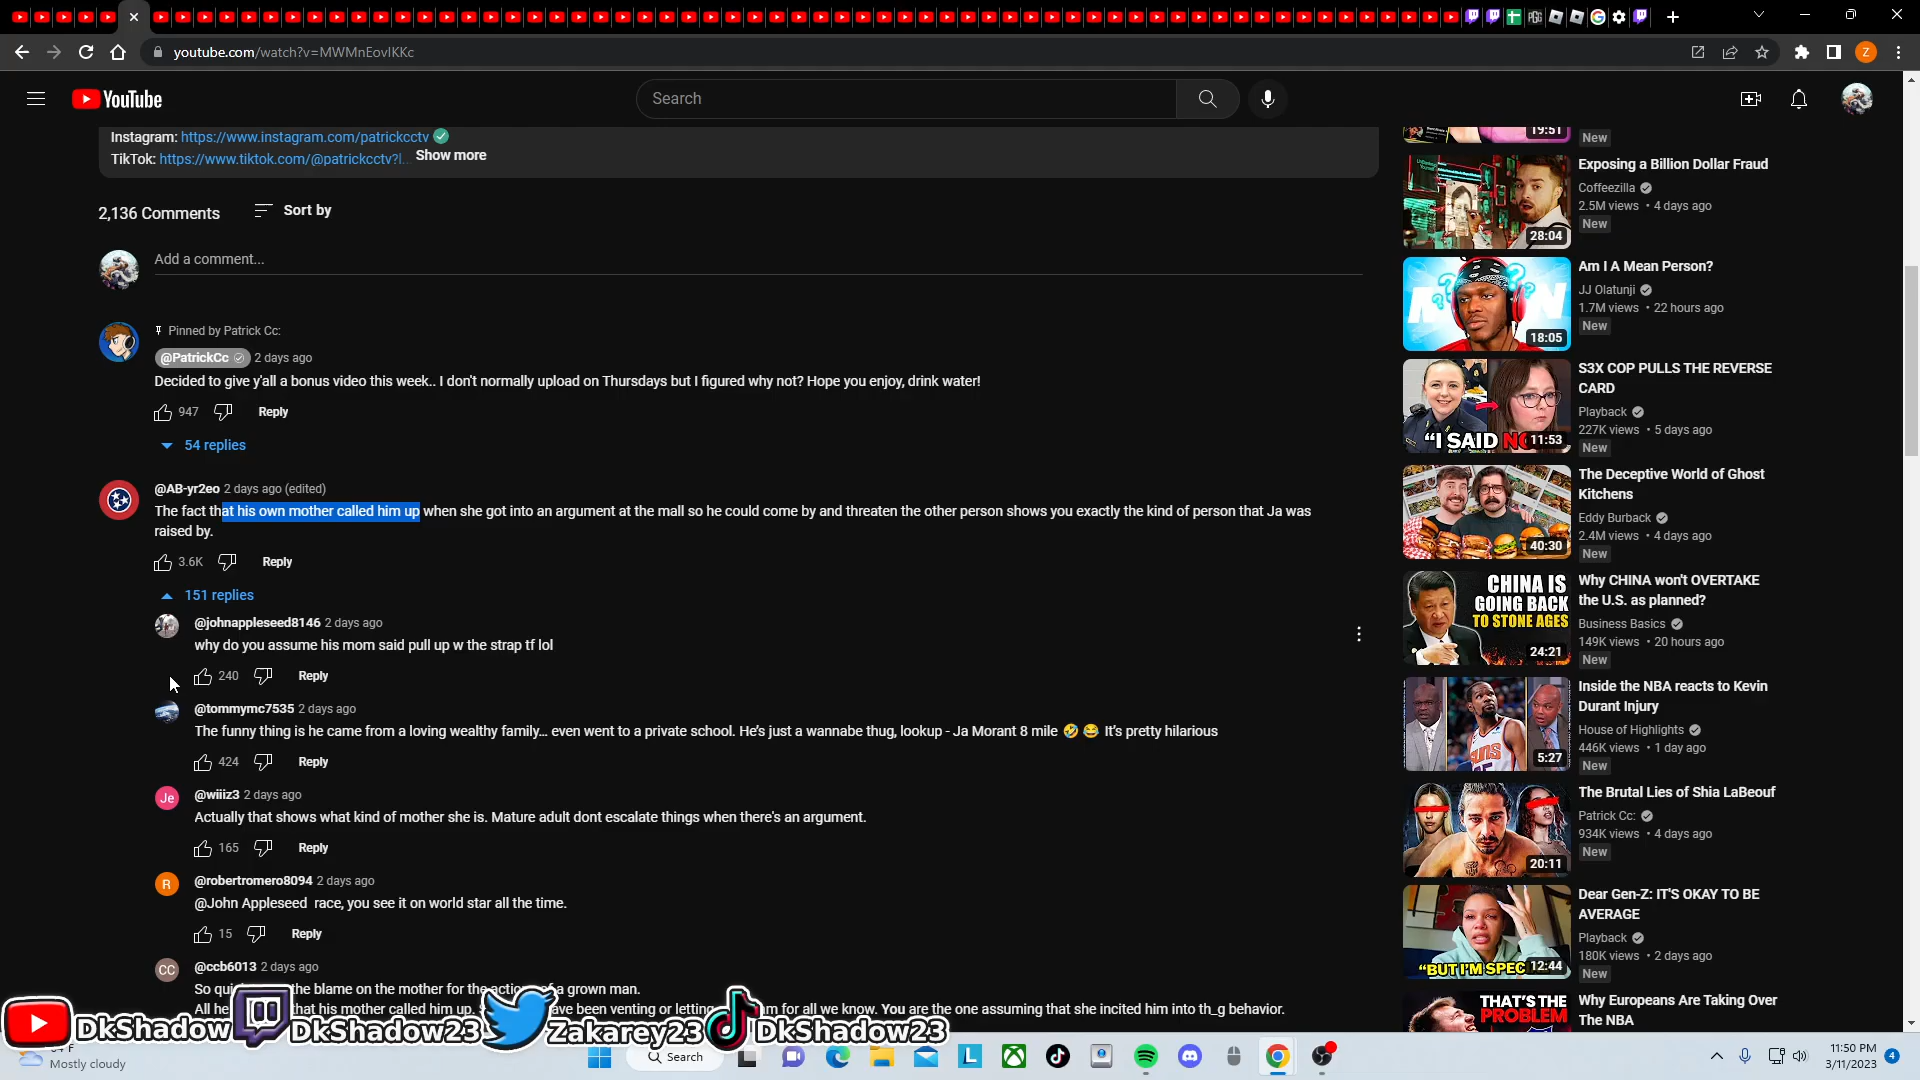 youtube.com/watch?v=MWMnEovlKKc
Z
YouTube
Search
Instagram: https://www.instagram.com/patrickcctv
TikTok: https://www.tiktok.com/@patrickcctv?l... Show more
2,136 Comments Sort by
Add a comment...
Pinned by Patrick Cc:
@PatrickCc 2 days ago
Decided to give y'all a bonus video this week.. I don't normally upload on Thursdays but I figured why not? Hope you enjoy, drink water!
947 Reply
54 replies
@AB-yr2eo 2 days ago (edited)
The fact that his own mother called him up when she got into an argument at the mall so he could come by and threaten the other person shows you exactly the kind of person that Ja was
raised by.
3.6K Reply
151 replies
@johnappleseed8146 2 days ago
why do you assume his mom said pull up w the strap tf lol
240 Reply
@tommymc7535 2 days ago
The funny thing is he came from a loving wealthy family... even went to a private school. He's just a wannabe thug, lookup - Ja Morant 8 mile 🤣 😂 It's pretty hilarious
424 Reply
Je
@wiiiz3 2 days ago
Actually that shows what kind of mother she is. Mature adult dont escalate things when there's an argument.
165 Reply
R
@robertromero8094 2 days ago
@John Appleseed race, you see it on world star all the time.
15 Reply
CC
@ccb6013 2 days ago
So the blame on the mother for the a grown man.
All he that his mother called him up. been venting or letting for all we know. You are the one assuming that she incited him into th_g behavior.
19:51
New
28:04
Exposing a Billion Dollar Fraud
Coffeezilla
2.5M views • 4 days ago
New
18:05
Am I A Mean Person?
JJ Olatunji
1.7M views • 22 hours ago
New
"I SAID NO
11:53
S3X COP PULLS THE REVERSE
CARD
Playback
227K views • 5 days ago
New
40:30
The Deceptive World of Ghost
Kitchens
Eddy Burback
2.4M views • 4 days ago
New
CHINA IS
GOING BACK
TO STONE AGES
24:21
Why CHINA won't OVERTAKE
the U.S. as planned?
Business Basics
149K views • 20 hours ago
New
SUNS
5:27
Inside the NBA reacts to Kevin
Durant Injury
House of Highlights
446K views • 1 day ago
New
20:11
The Brutal Lies of Shia LaBeouf
Patrick Cc:
934K views • 4 days ago
New
"BUT I'M SPEC
12:44
Dear Gen-Z: IT'S OKAY TO BE
AVERAGE
Playback
180K views • 2 days ago
New
THAT'S THE
PROBLEM
Why Europeans Are Taking Over
The NBA
DkShadow DkShadow23 Zakarey23 DkShadow23
Mostly cloudy
Search
L
11:50 PM
3/11/2023
4